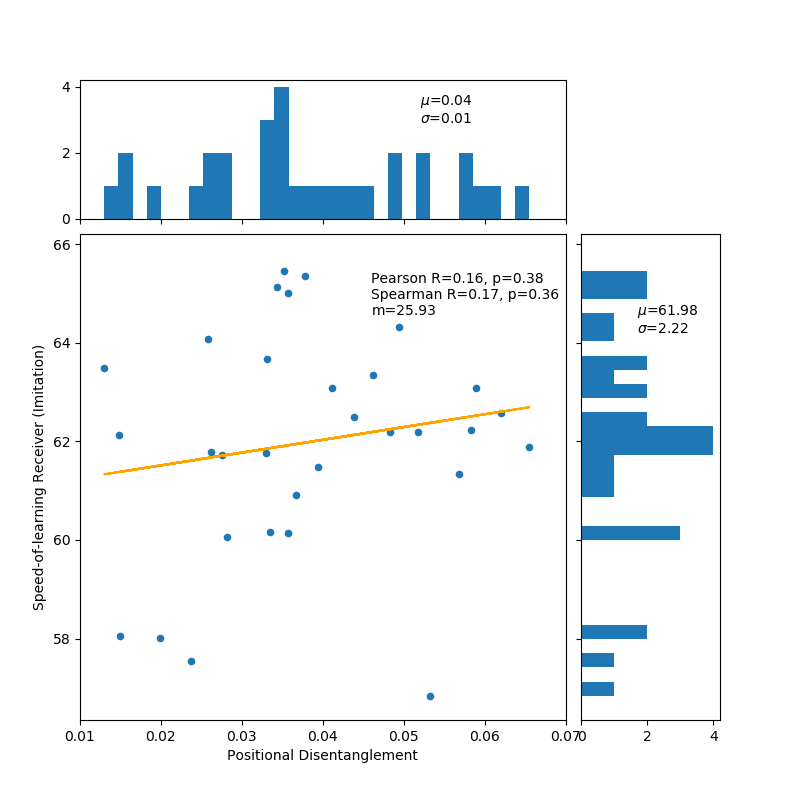 4
2
0
μ=0.04
σ=0.01
66
64
62
60
58
Speed-of-learning Receiver (Imitation)
Pearson R=0.16, p=0.38
Spearman R=0.17, p=0.36
m=25.93
μ=61.98
σ=2.22
0.01 0.02 0.03 0.04 0.05 0.06 0.07
0 2 4
Positional Disentanglement